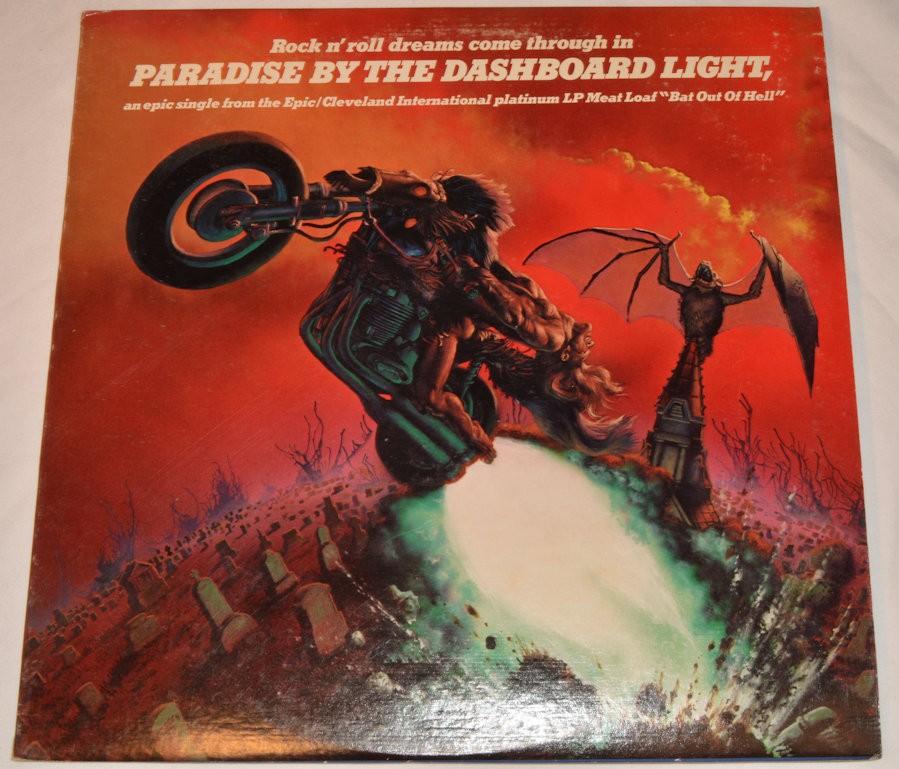 Rock n' roll dreams come through in
PARADISE BY THE DASHBOARD LIGHT,
an epic single from the Epic/Cleveland International platinum LP Meat Loaf "Bat Out Of Hell"